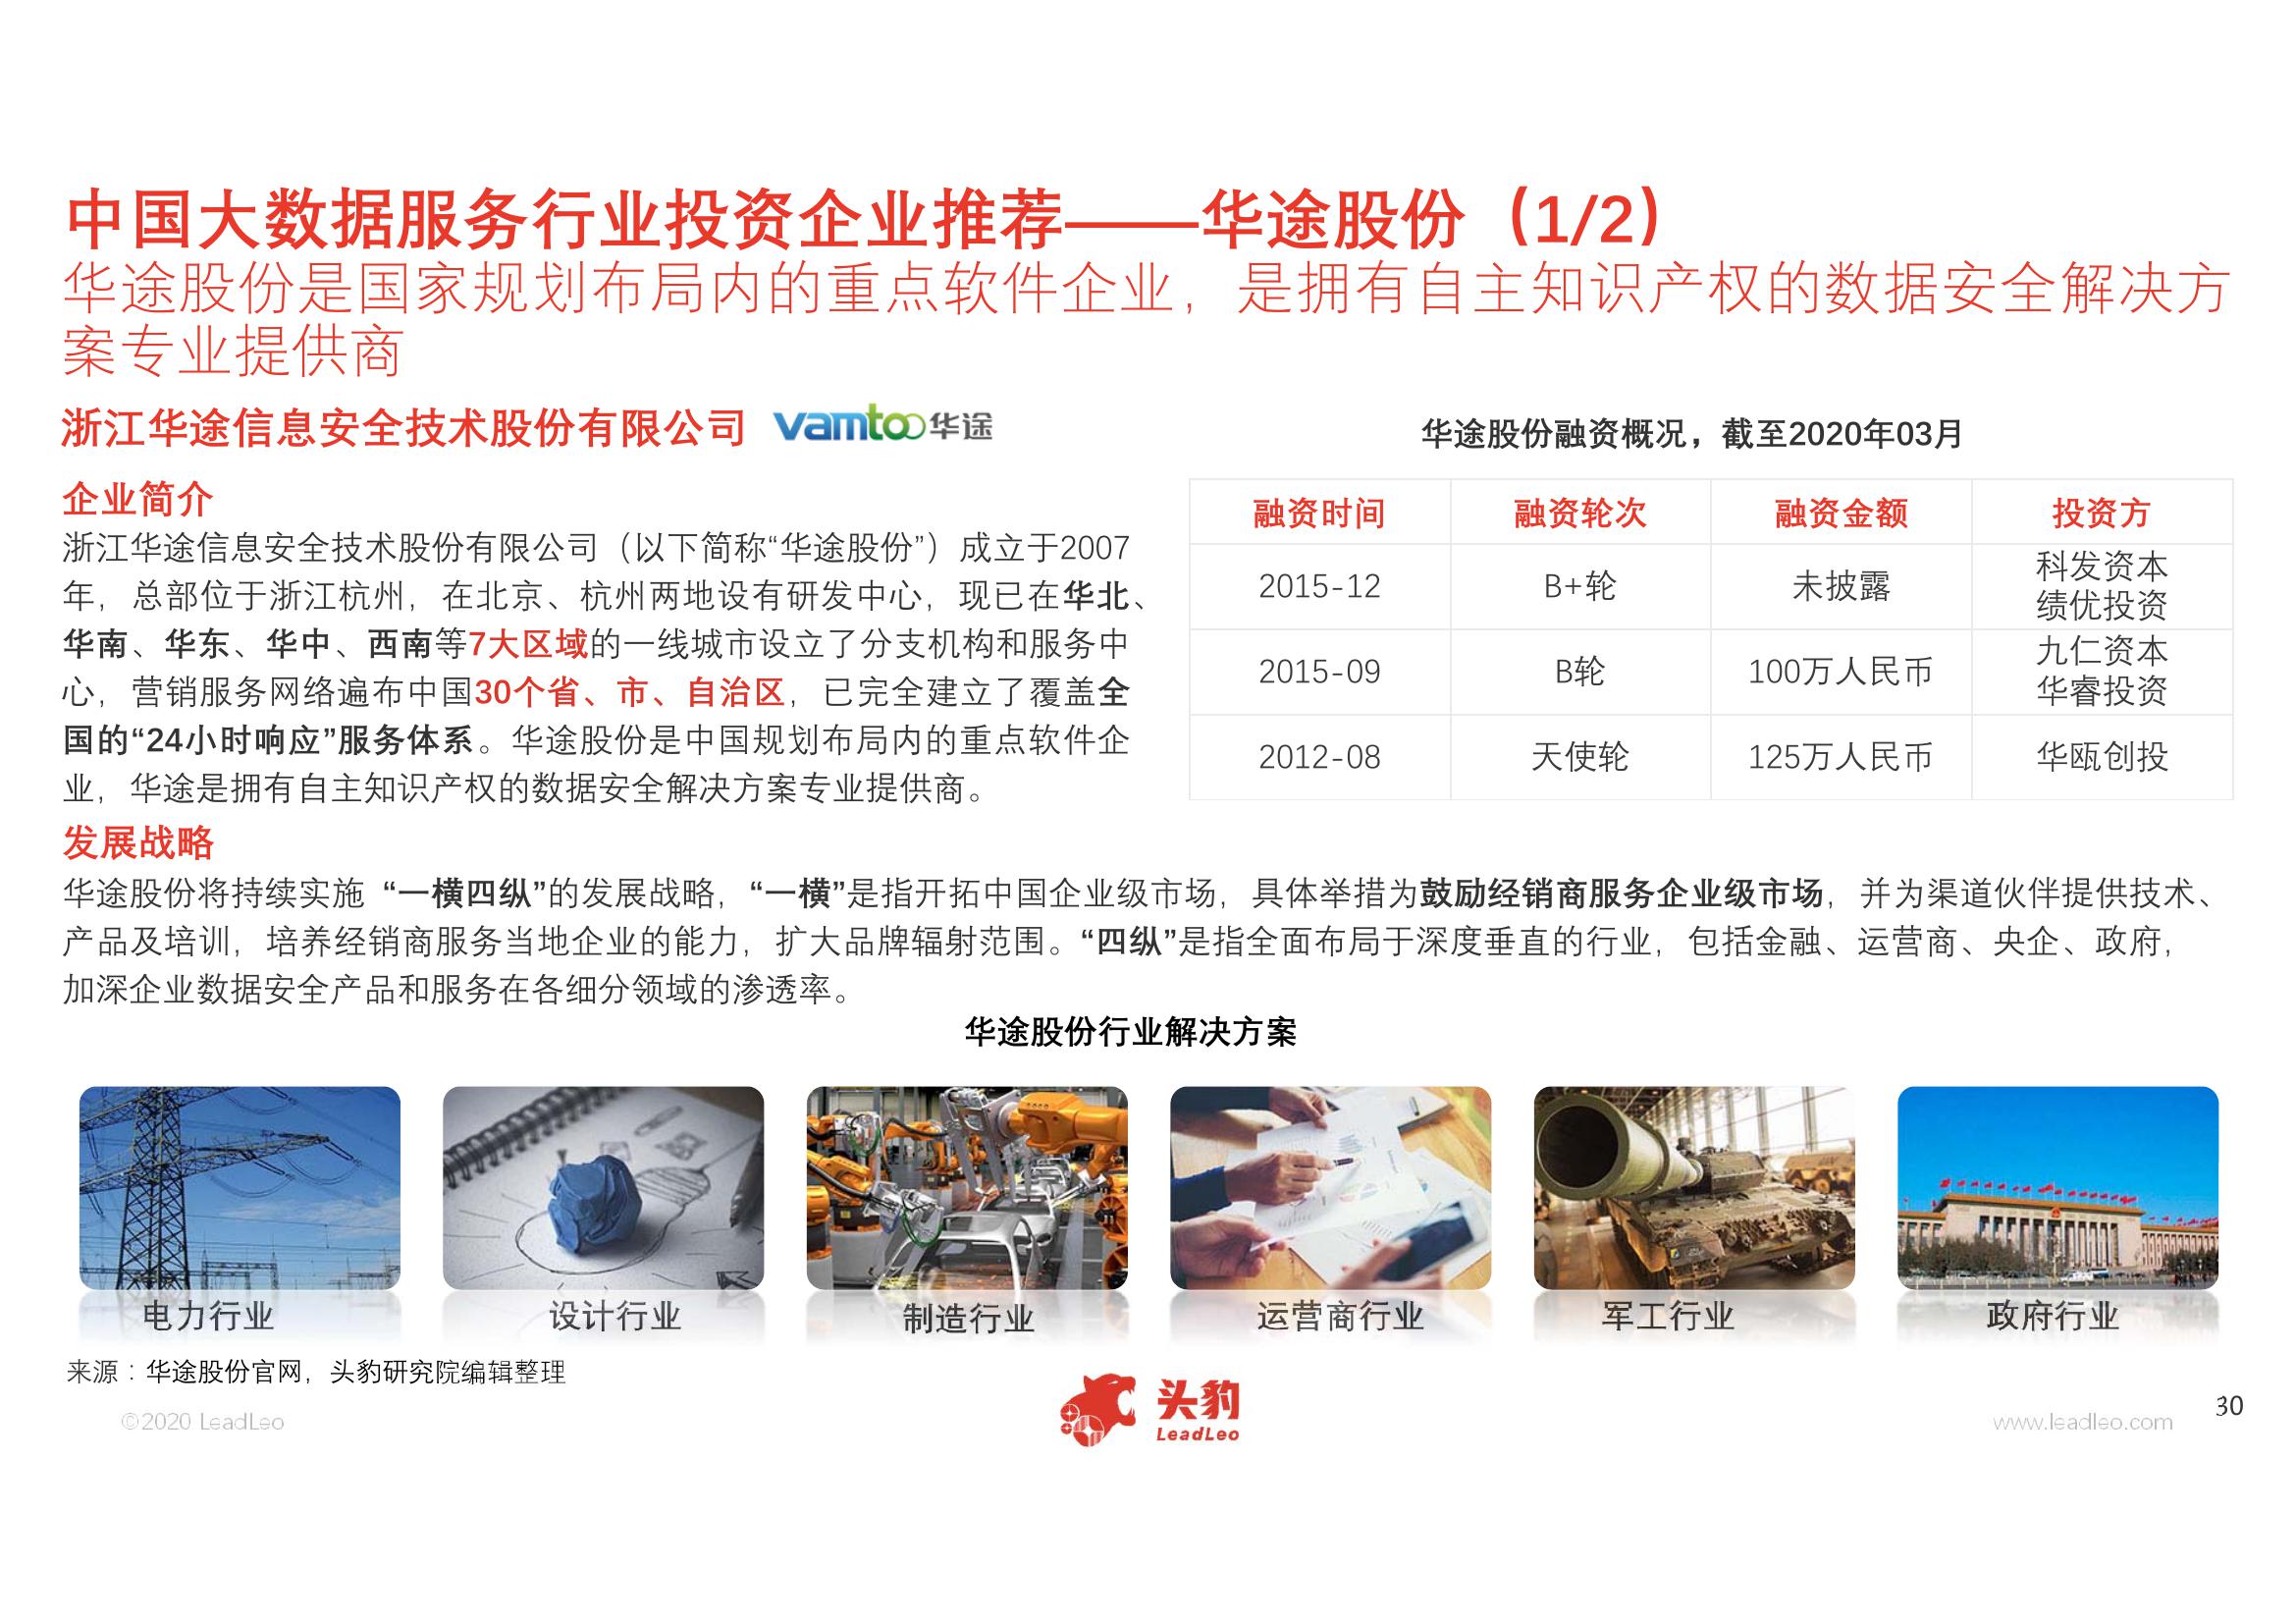 中国大数据服务行业投资企业推荐——华途股份（1/2）
华途股份是国家规划布局内的重点软件企业，是拥有自主知识产权的数据安全解决方
案专业提供商
浙江华途信息安全技术股份有限公司 vamtoo华途
企业简介
浙江华途信息安全技术股份有限公司（以下简称“华途股份”）成立于2007
年，总部位于浙江杭州，在北京、杭州两地设有研发中心，现已在华北、
华南、华东、华中、西南等7大区域的一线城市设立了分支机构和服务中
心，营销服务网络遍布中国30个省、市、自治区，已完全建立了覆盖全
国的“24小时响应”服务体系。华途股份是中国规划布局内的重点软件企
业，华途是拥有自主知识产权的数据安全解决方案专业提供商。
华途股份融资概况，截至2020年03月
融资时间 融资轮次 融资金额 投资方
2015-12 B+轮 未披露 科发资本
绩优投资
2015-09 B轮 100万人民币 九仁资本
华睿投资
2012-08 天使轮 125万人民币 华瓯创投
发展战略
华途股份将持续实施 “一横四纵”的发展战略，“一横”是指开拓中国企业级市场，具体举措为鼓励经销商服务企业级市场，并为渠道伙伴提供技术、
产品及培训，培养经销商服务当地企业的能力，扩大品牌辐射范围。“四纵”是指全面布局于深度垂直的行业，包括金融、运营商、央企、政府，
加深企业数据安全产品和服务在各细分领域的渗透率。
华途股份行业解决方案
电力行业 设计行业 制造行业 运营商行业 军工行业 政府行业
来源：华途股份官网，头豹研究院编辑整理
©2020 LeadLeo
头豹
LeadLeo
www.leadleo.com
30